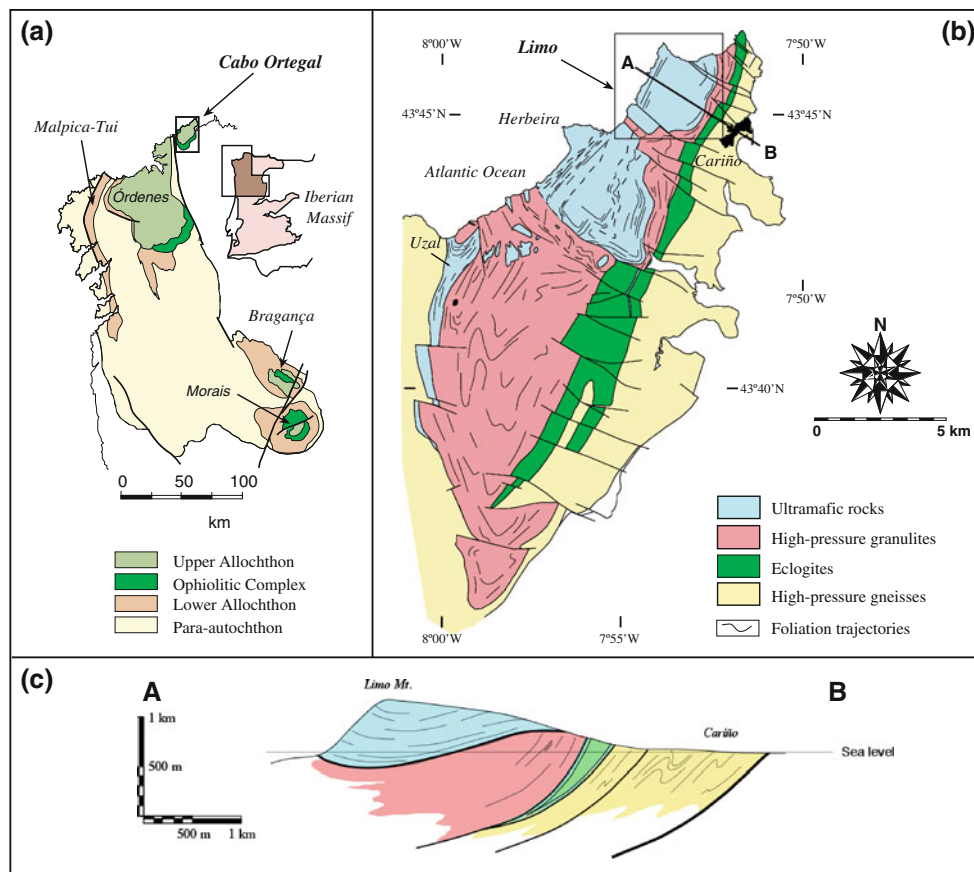 (a)
Cabo Ortegal
Malpica-Tui
Órdenes
Iberian
Massif
Bragança
Morais
0 50 100
km
Upper Allochthon
Ophiolitic Complex
Lower Allochthon
Para-autochthon
(b)
8°00'W
7°50'W
Limo
A
43°45'N
43°45'N
Herbeira
B
Cariño
Atlantic Ocean
Uzal
7°50'W
N
43°40'N
0 5 km
Ultramafic rocks
High-pressure granulites
Eclogites
High-pressure gneisses
Foliation trajectories
8°00'W
7°55'W
(c)
A
B
Limo Mt.
1 km
Cariño
Sea level
500 m
500 m 1 km